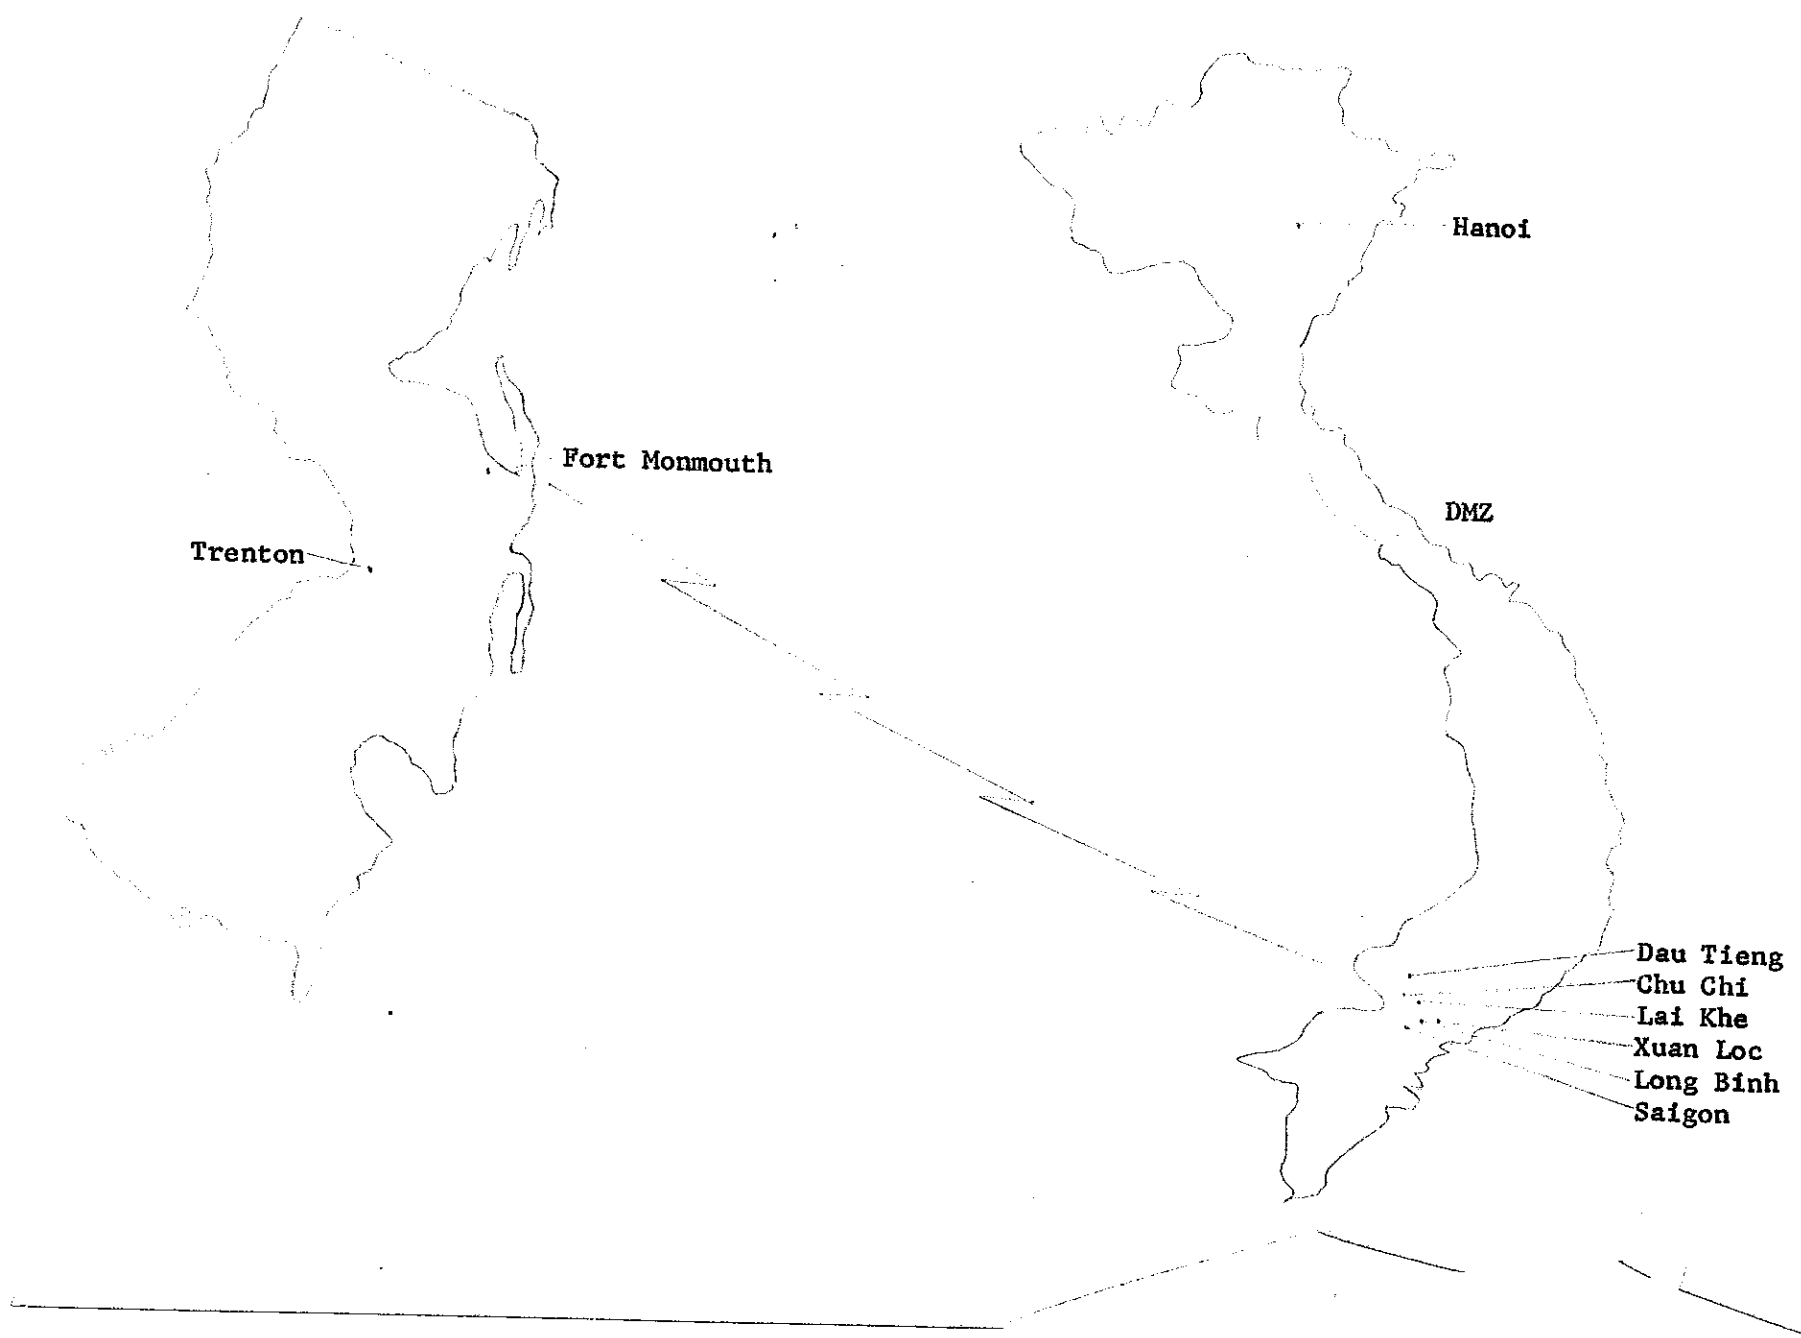 Hanoi
Fort Monmouth
DMZ
Trenton
Dau Tieng
Chu Chi
Lai Khe
Xuan Loc
Long Binh
Saigon